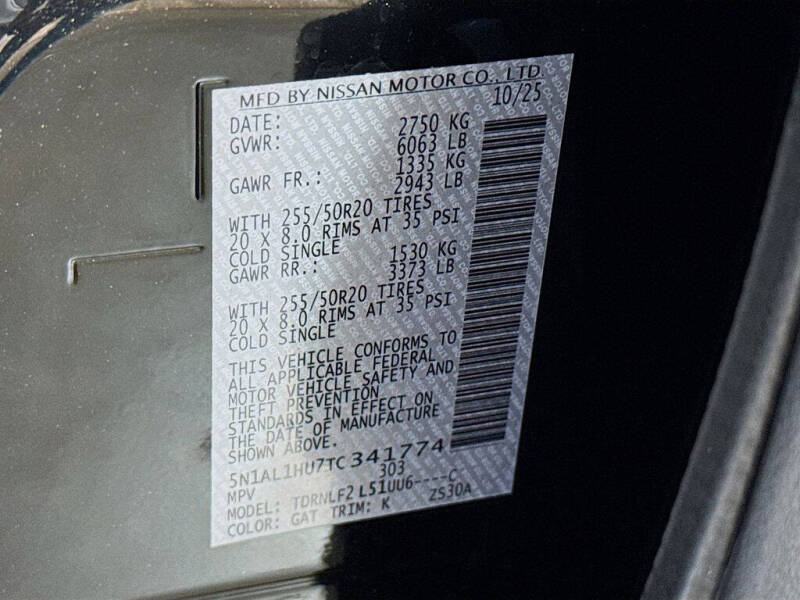 MFD BY NISSAN MOTOR CO., LTD.
DATE: 10/25
GVWR: 2750 KG
6063 LB
GAWR FR.: 1335 KG
2943 LB
WITH 255/50R20 TIRES
20 X 8.0 RIMS AT 35 PSI
COLD SINGLE
GAWR RR.: 1530 KG
3373 LB
WITH 255/50R20 TIRES
20 X 8.0 RIMS AT 35 PSI
COLD SINGLE
THIS VEHICLE CONFORMS TO
ALL APPLICABLE FEDERAL
MOTOR VEHICLE SAFETY AND
THEFT PREVENTION
STANDARDS IN EFFECT ON
THE DATE OF MANUFACTURE
SHOWN ABOVE.
5N1AL1HU7TC341774
MPV 303
MODEL: TDRNLF2 L51UU6----C
COLOR: GAT TRIM: K ZS30A